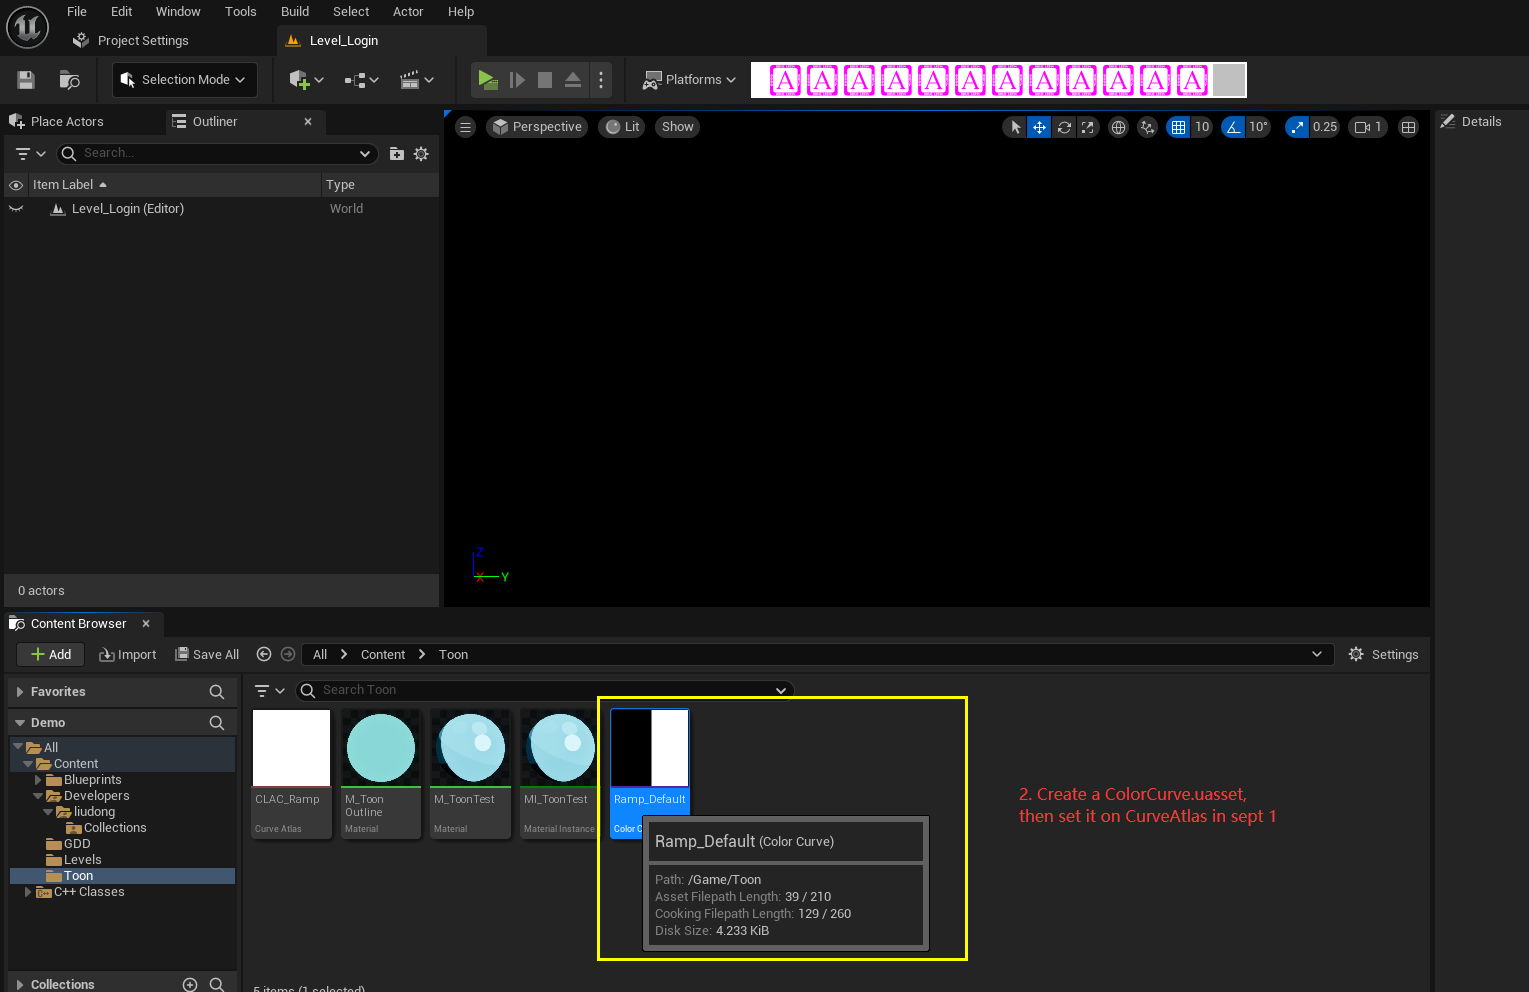 File Edit Window Tools Build Select Actor Help
Project Settings Level_Login
Selection Mode Platforms A A A A A A A A A A A A
Place Actors Outliner Perspective Lit Show 10 10° 0.25 1 Details
Search...
Item Label Type
Level_Login (Editor) World
Z
X Y
0 actors
Content Browser
Add Import Save All All Content Toon Settings
Favorites Search Toon
Demo
All
Content
Blueprints
Developers
liudong
Collections
GDD
Levels
Toon
C++ Classes
Collections
CLAC_Ramp
Curve Atlas
M_Toon
Outline
Material
M_ToonTest
Material
MI_ToonTest
Material Instance
Ramp_Default
Color C
Ramp_Default (Color Curve)
Path: /Game/Toon
Asset Filepath Length: 39 / 210
Cooking Filepath Length: 129 / 260
Disk Size: 4.233 KiB
2. Create a ColorCurve.uasset,
then set it on CurveAtlas in sept 1
5 items (1 selected)